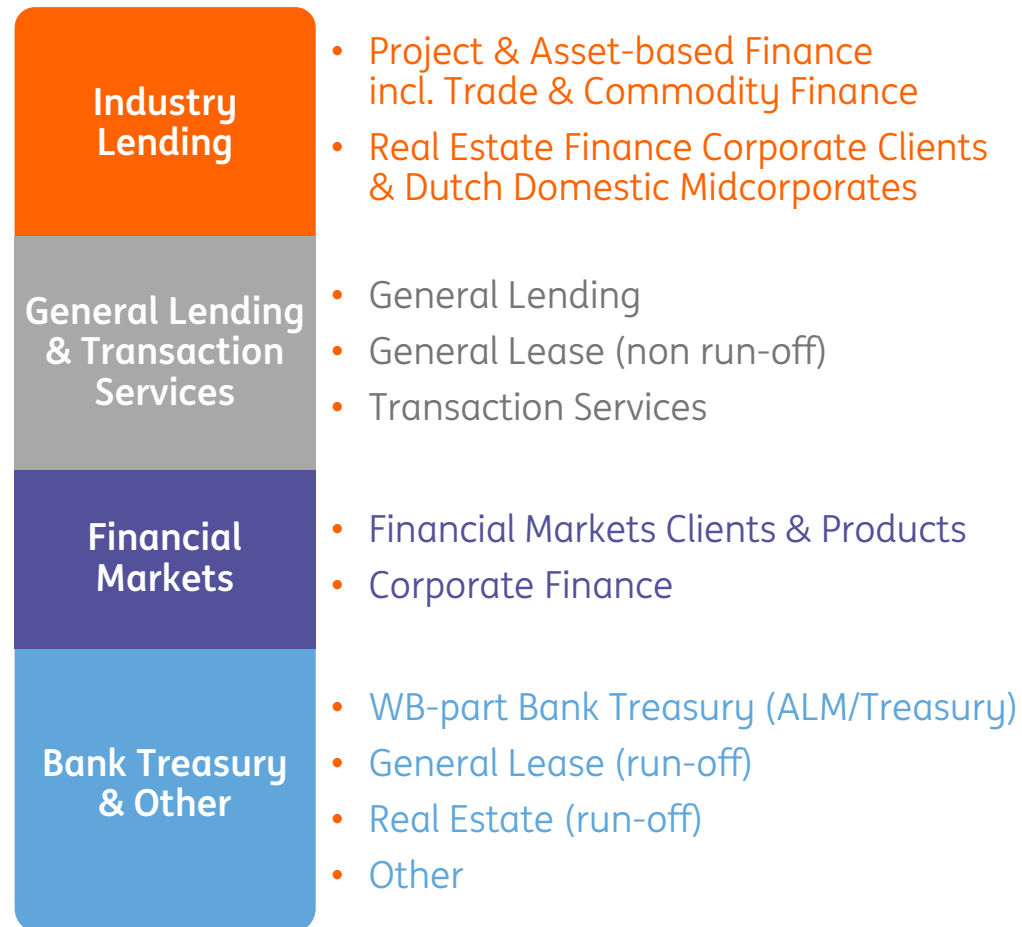 Industry
Lending
• Project & Asset-based Finance
incl. Trade & Commodity Finance
• Real Estate Finance Corporate Clients
& Dutch Domestic Midcorporates
General Lending
& Transaction
Services
• General Lending
• General Lease (non run-off)
• Transaction Services
Financial
Markets
• Financial Markets Clients & Products
• Corporate Finance
Bank Treasury
& Other
• WB-part Bank Treasury (ALM/Treasury)
• General Lease (run-off)
• Real Estate (run-off)
• Other